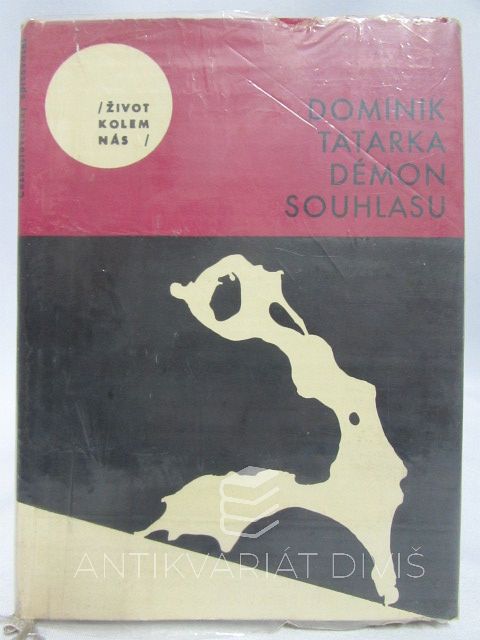 /ŽIVOT
KOLEM
NÁS /
DOMINIK
TATARKA
DÉMON
SOUHLASU
ANTIKVARIÁT DIVIŠ